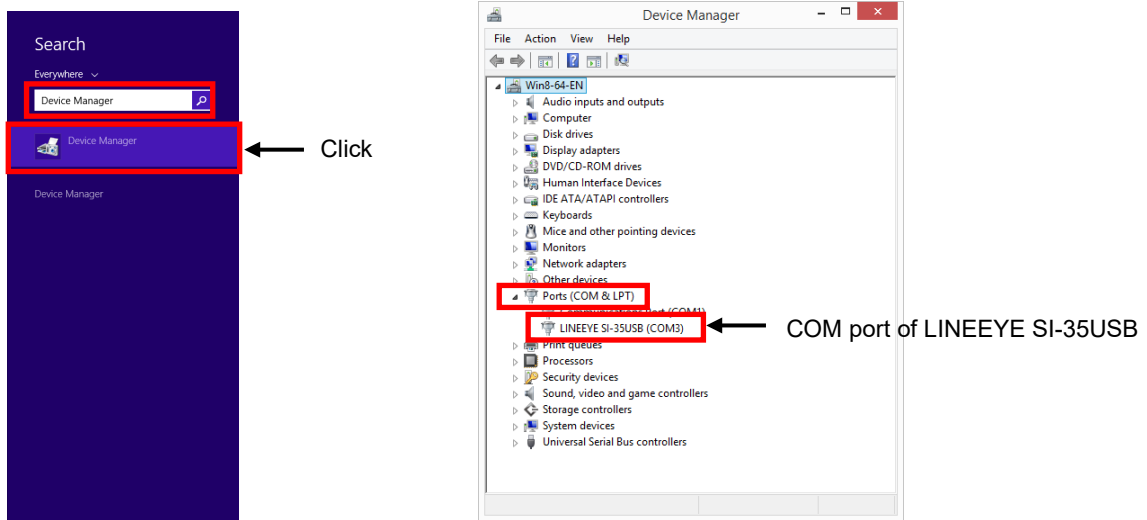 Search
Everywhere
Device Manager
Device Manager
Click
Device Manager
Device Manager
File Action View Help
Win8-64-EN
Audio inputs and outputs
Computer
Disk drives
Display adapters
DVD/CD-ROM drives
Human Interface Devices
IDE ATA/ATAPI controllers
Keyboards
Mice and other pointing devices
Monitors
Network adapters
Other devices
Ports (COM & LPT)
Communications Port (COM1)
LINEEYE SI-35USB (COM3)
COM port of LINEEYE SI-35USB
Print queues
Processors
Security devices
Sound, video and game controllers
Storage controllers
System devices
Universal Serial Bus controllers